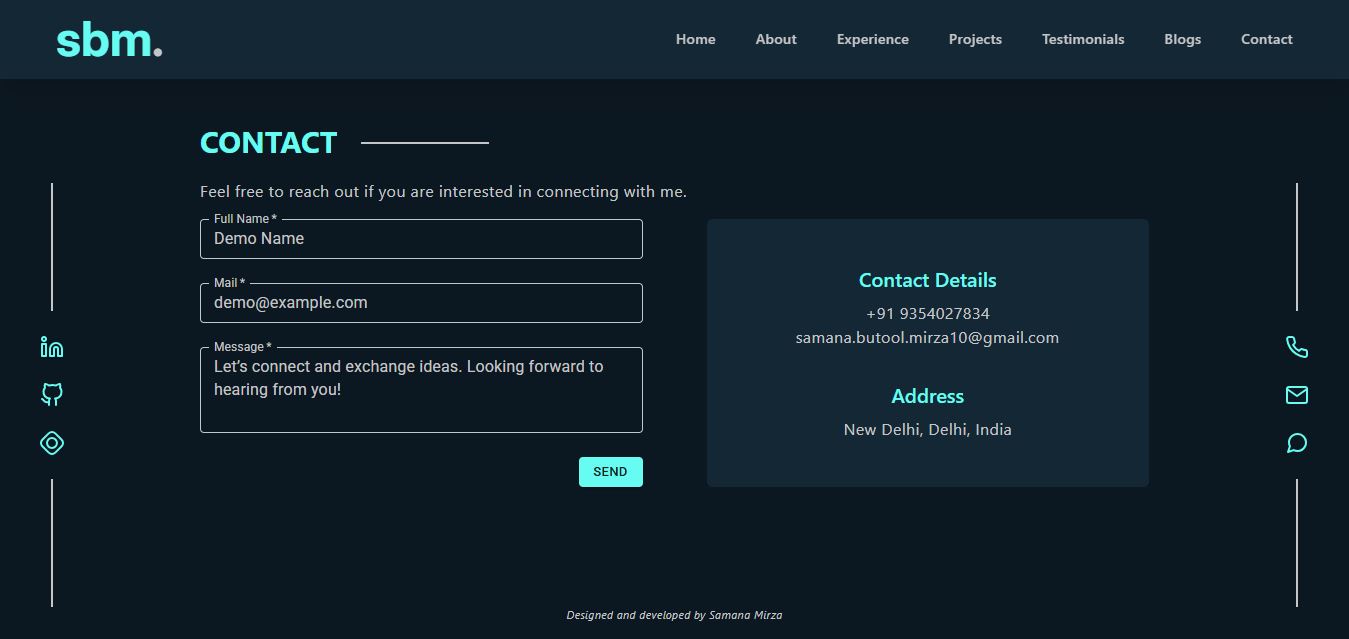 sbm.
Home About Experience Projects Testimonials Blogs Contact
CONTACT
Feel free to reach out if you are interested in connecting with me.
Full Name *
Demo Name
Mail *
demo@example.com
Message *
Let's connect and exchange ideas. Looking forward to
hearing from you!
SEND
Contact Details
+91 9354027834
samana.butool.mirza10@gmail.com
Address
New Delhi, Delhi, India
Designed and developed by Samana Mirza